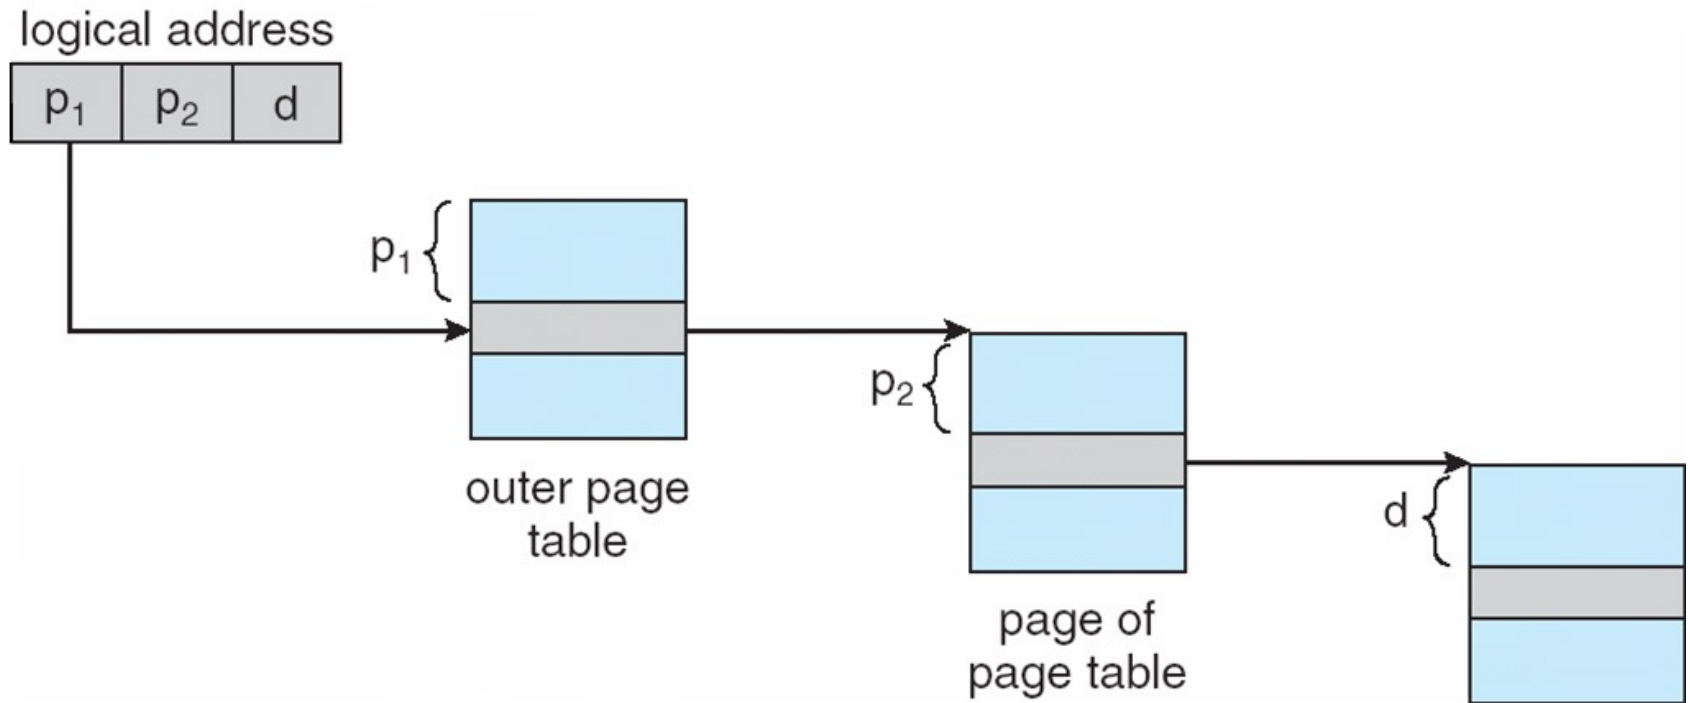 logical address
p₁ p₂ d
p₁
outer page
table
p₂
page of
page table
d